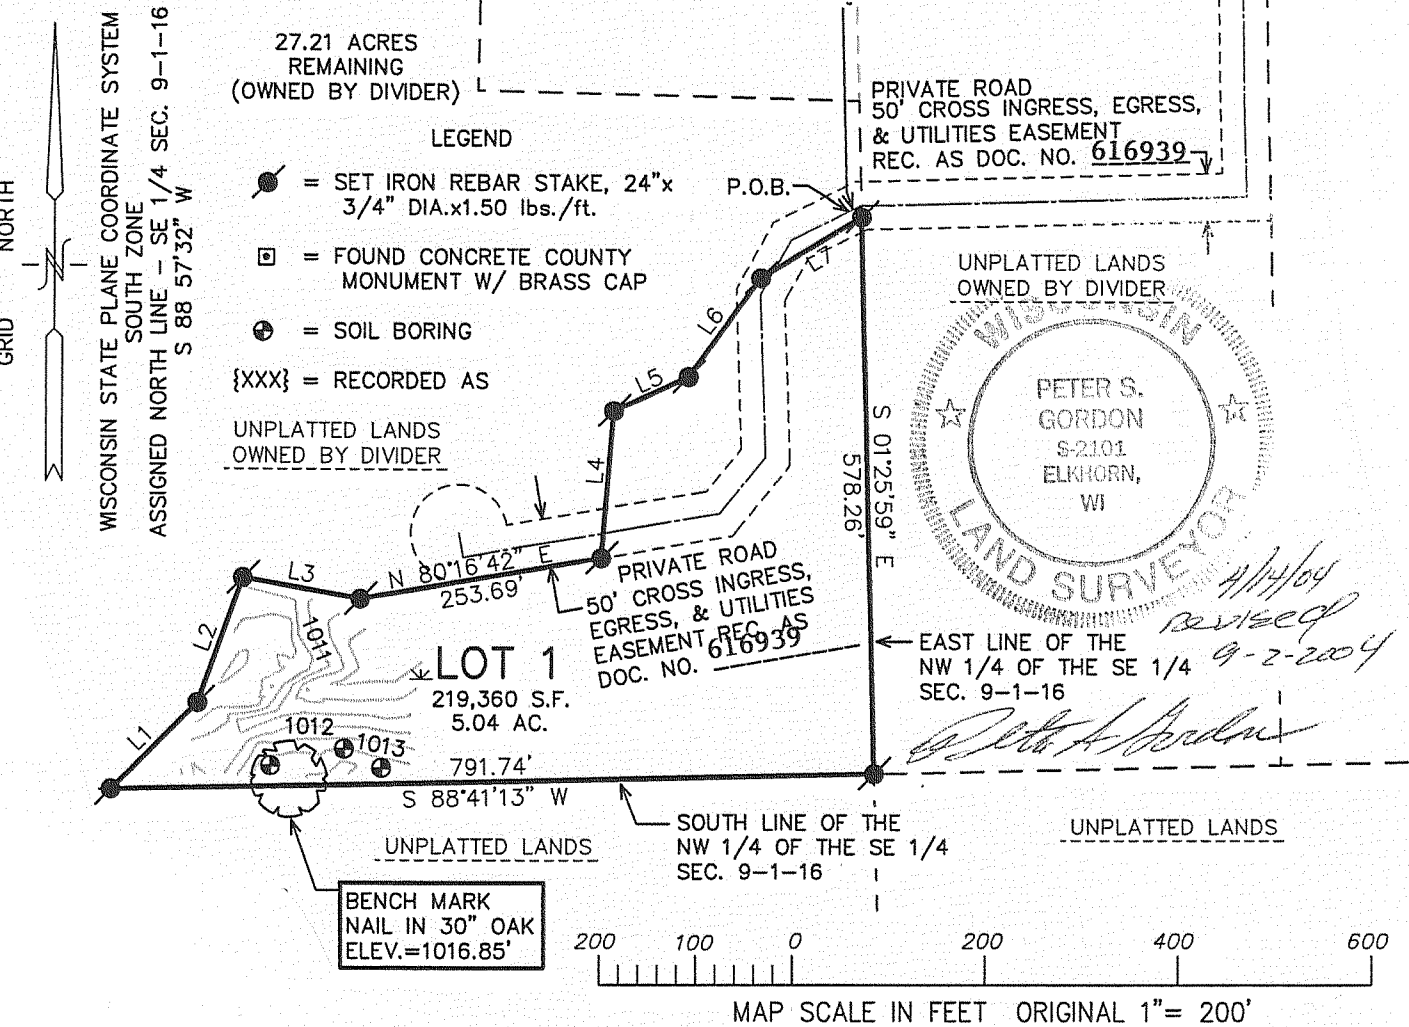 GRID NORTH
N
WISCONSIN STATE PLANE COORDINATE SYSTEM
SOUTH ZONE
ASSIGNED NORTH LINE - SE 1/4 SEC. 9-1-16
S 88 57'32" W
27.21 ACRES
REMAINING
(OWNED BY DIVIDER)
LEGEND
= SET IRON REBAR STAKE, 24"x
3/4" DIA.x1.50 lbs./ft.
= FOUND CONCRETE COUNTY
MONUMENT W/ BRASS CAP
= SOIL BORING
{XXX} = RECORDED AS
UNPLATTED LANDS
OWNED BY DIVIDER
PRIVATE ROAD
50' CROSS INGRESS, EGRESS,
& UTILITIES EASEMENT
REC. AS DOC. NO. 616939
P.O.B.
UNPLATTED LANDS
OWNED BY DIVIDER
L7
L6
L5
L4
L3
L2
L1
WISCONSIN
PETER S.
GORDON
S-2101
ELKHORN,
WI
LAND SURVEYOR
4/14/04
revised
9-2-2004
S 01°25'59" E
578.26'
N 80°16'42" E
253.69'
PRIVATE ROAD
50' CROSS INGRESS,
EGRESS, & UTILITIES
EASEMENT REC. AS
DOC. NO. 616939
1011
LOT 1
219,360 S.F.
5.04 AC.
1012
1013
791.74'
S 88°41'13" W
EAST LINE OF THE
NW 1/4 OF THE SE 1/4
SEC. 9-1-16
SOUTH LINE OF THE
NW 1/4 OF THE SE 1/4
SEC. 9-1-16
UNPLATTED LANDS
UNPLATTED LANDS
BENCH MARK
NAIL IN 30" OAK
ELEV.=1016.85'
200 100 0 200 400 600
MAP SCALE IN FEET ORIGINAL 1"= 200'